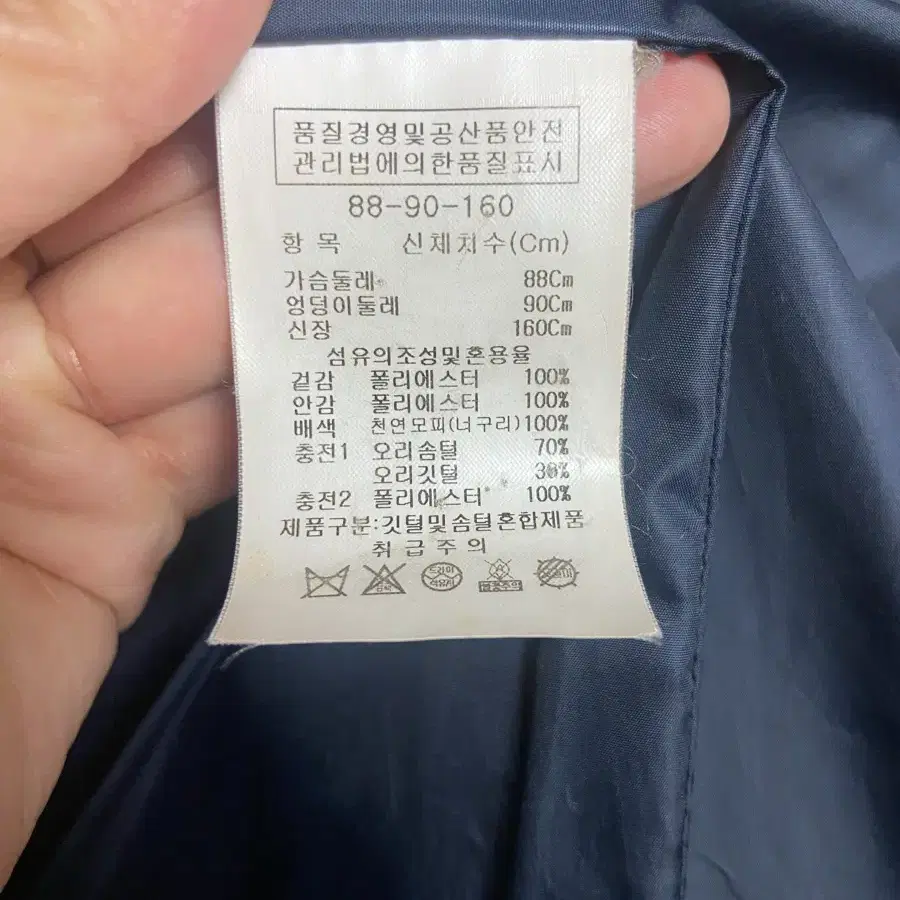 품질경영및공산품안전
관리법에의한품질표시
88-90-160
항 목 신체치수(Cm)
가슴둘레 88Cm
엉덩이둘레 90Cm
신장 160Cm
섬유의조성및혼용율
겉감 폴리에스터 100%
안감 폴리에스터 100%
배색 천연모피(너구리)100%
충전1 오리솜털 70%
오리깃털 30%
충전2 폴리에스터 100%
제품구분:깃털및솜털혼합제품
취급주의
드라이